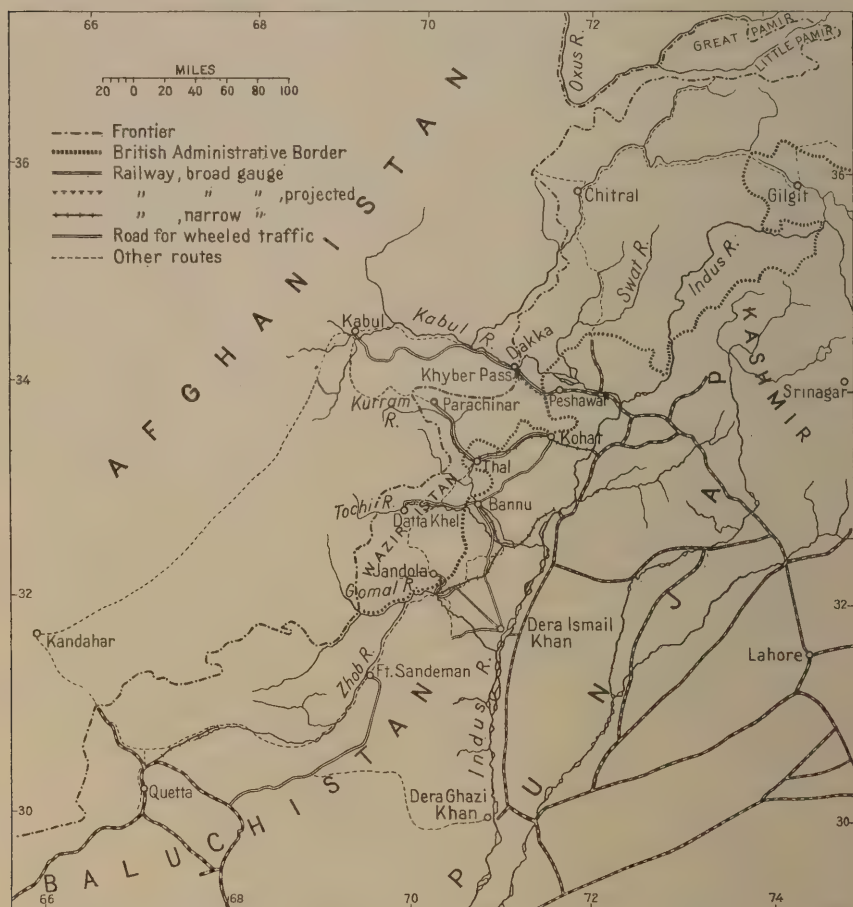 66 70 72
MILES
20 0 20 40 60 80 100
Frontier
British Administrative Border
Railway, broad gauge
" " " , projected
" , narrow "
Road for wheeled traffic
Other routes
GREAT PAMIR
LITTLE PAMIR
Oxus R.
36
36
Chitral
Gilgit
AFGHANISTAN
Swat R.
Indus R.
Kabul
Kabul R.
Dakka
KASHMIR
34
Khyber Pass
Peshawar
Srinagar
Kurram R.
Parachinar
Kohat
Thal
Tochi R.
WAZIRISTAN
Datta Khel
Bannu
Jandola
Gomal R.
32
32
Kandahar
Dera Ismail
Khan
Lahore
Zhob R.
Ft. Sandeman
Indus R.
PUNJAP
30
30
Quetta
Dera Ghazi
Khan
BALUCHISTAN
66 68 70 72 74